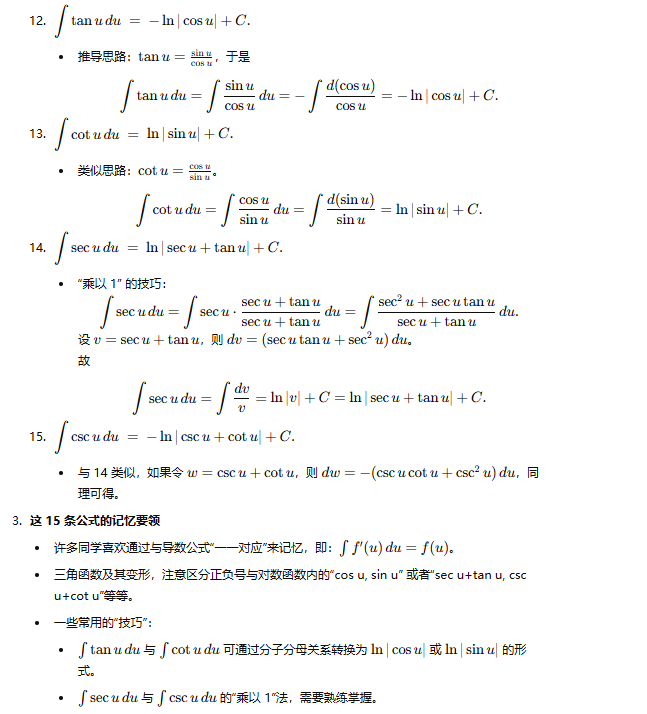 12. ∫ tan u du = −ln|cos u| + C.
• 推导思路：tan u = sin u / cos u，于是
∫ tan u du = ∫ sin u / cos u du = −∫ d(cos u) / cos u = −ln|cos u| + C.
13. ∫ cot u du = ln|sin u| + C.
• 类似思路：cot u = cos u / sin u。
∫ cot u du = ∫ cos u / sin u du = ∫ d(sin u) / sin u = ln|sin u| + C.
14. ∫ sec u du = ln|sec u + tan u| + C.
• “乘以 1” 的技巧：
∫ sec u du = ∫ sec u · (sec u + tan u) / (sec u + tan u) du = ∫ (sec² u + sec u tan u) / (sec u + tan u) du.
设 v = sec u + tan u，则 dv = (sec u tan u + sec² u) du。
故
∫ sec u du = ∫ dv / v = ln|v| + C = ln|sec u + tan u| + C.
15. ∫ csc u du = −ln|csc u + cot u| + C.
• 与 14 类似，如果令 w = csc u + cot u，则 dw = −(csc u cot u + csc² u) du，同
理可得。
3. 这 15 条公式的记忆要领
• 许多同学喜欢通过与导数公式“一一对应”来记忆，即：∫ f′(u) du = f(u)。
• 三角函数及其变形，注意区分正负号与对数函数内的“cos u, sin u” 或者“sec u+tan u, csc
u+cot u”等等。
• 一些常用的“技巧”：
• ∫ tan u du 与 ∫ cot u du 可通过分子分母关系转换为 ln|cos u| 或 ln|sin u| 的形
式。
• ∫ sec u du 与 ∫ csc u du 的“乘以 1”法，需要熟练掌握。